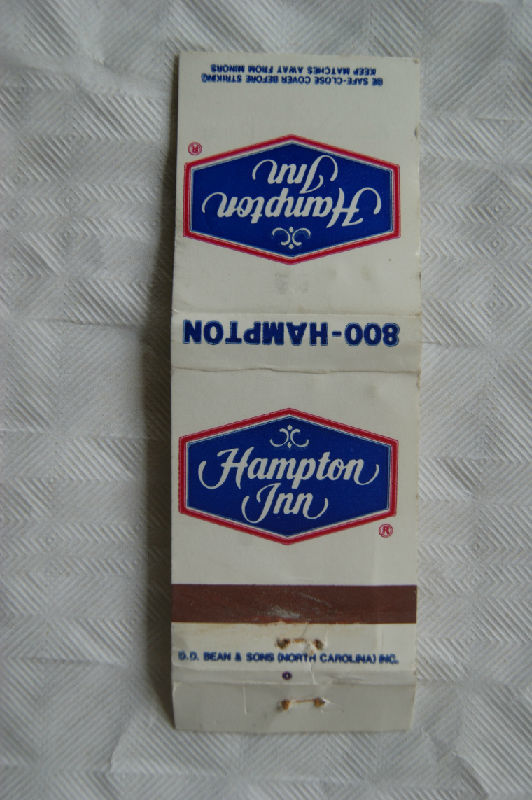 KEEP MATCHES AWAY FROM MINORS
BE SAFE-CLOSE COVER BEFORE STRIKING
®
Hampton
Inn
800-HAMPTON
Hampton
Inn
®
D.D. BEAN & SONS (NORTH CAROLINA) INC.